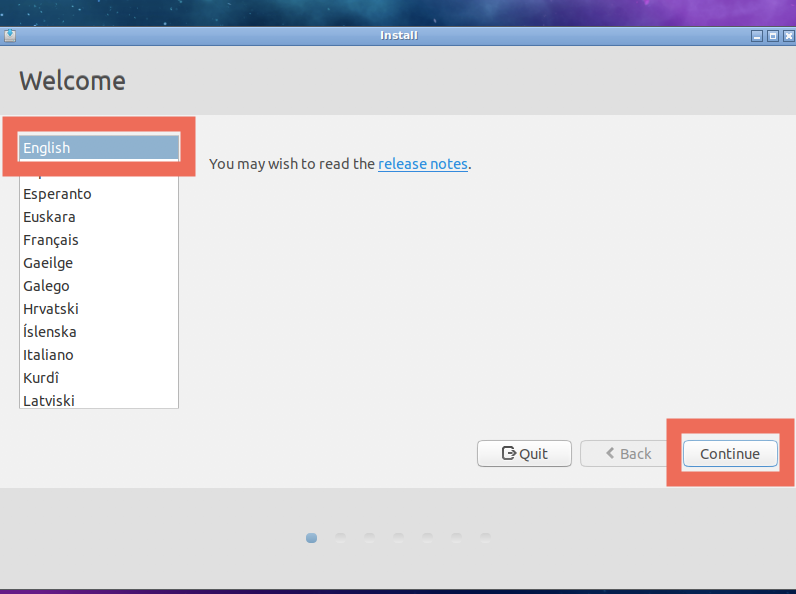 Install
Welcome
English
You may wish to read the release notes.
Esperanto
Euskara
Français
Gaeilge
Galego
Hrvatski
Íslenska
Italiano
Kurdî
Latviski
Quit
Back
Continue